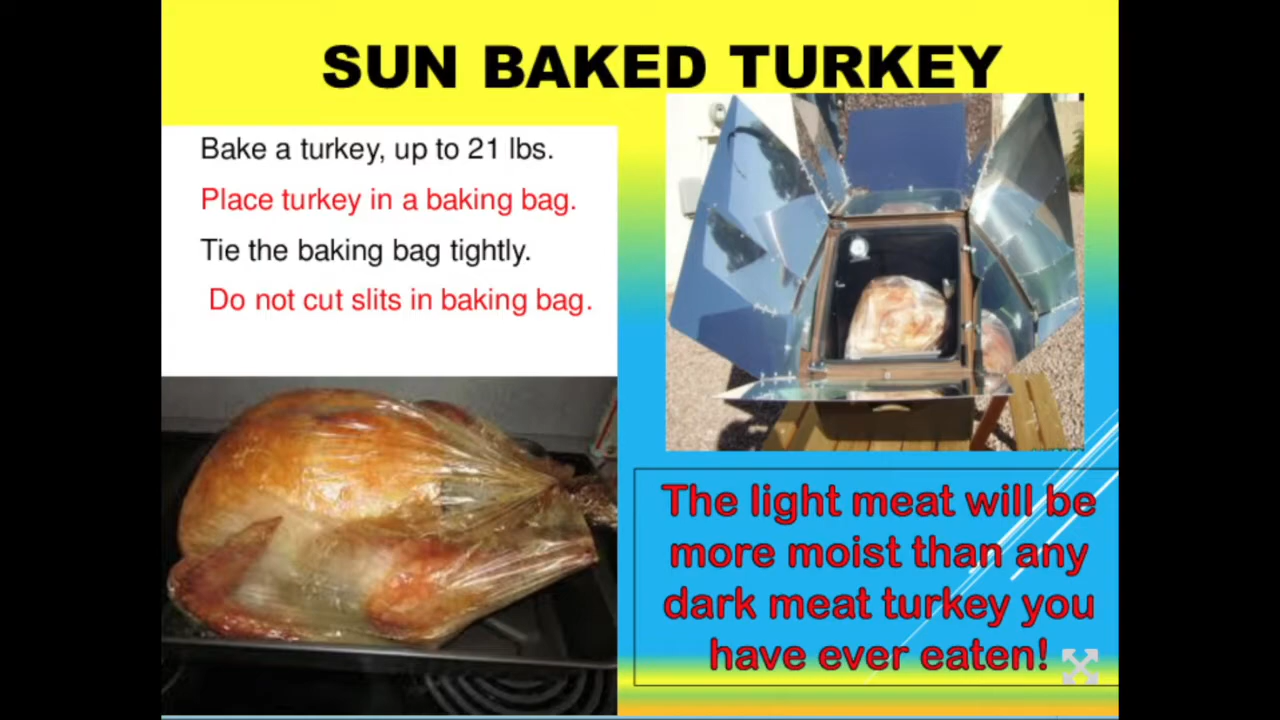 SUN BAKED TURKEY
Bake a turkey, up to 21 lbs.
Place turkey in a baking bag.
Tie the baking bag tightly.
Do not cut slits in baking bag.
The light meat will be
more moist than any
dark meat turkey you
have ever eaten!